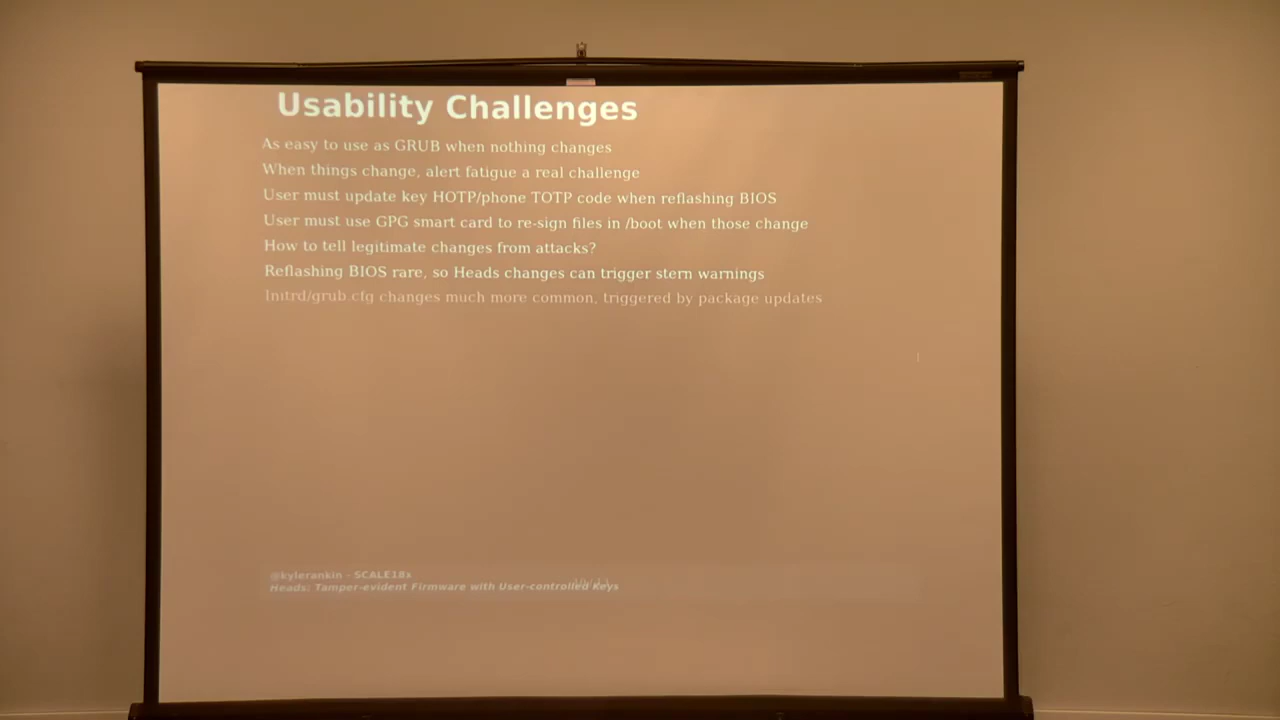 Usability Challenges
As easy to use as GRUB when nothing changes
When things change, alert fatigue a real challenge
User must update key HOTP/phone TOTP code when reflashing BIOS
User must use GPG smart card to re-sign files in /boot when those change
How to tell legitimate changes from attacks?
Reflashing BIOS rare, so Heads changes can trigger stern warnings
Initrd/grub.cfg changes much more common, triggered by package updates
@kylerankin - SCALE18x
Heads: Tamper-evident Firmware with User-controlled Keys